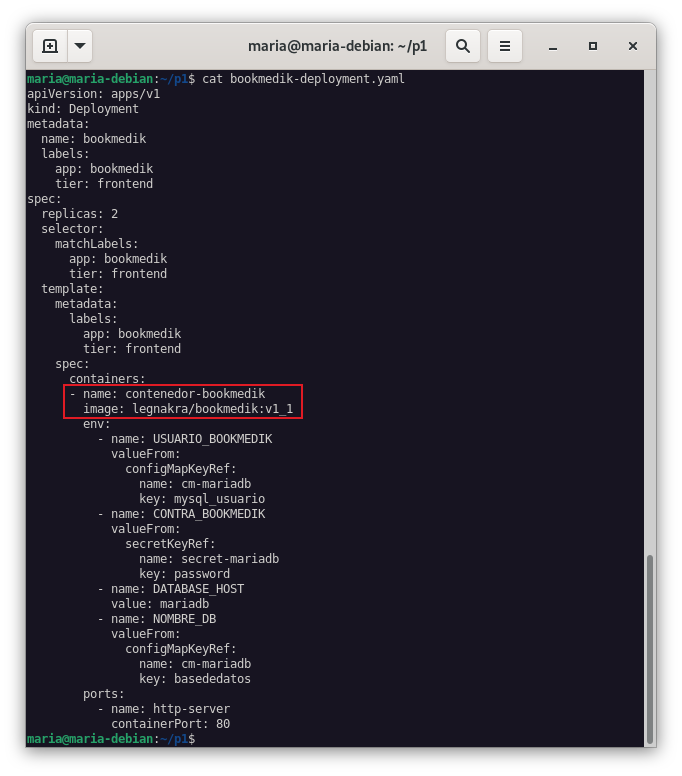 maria@maria-debian: ~/p1
maria@maria-debian:~/p1$ cat bookmedik-deployment.yaml
apiVersion: apps/v1
kind: Deployment
metadata:
  name: bookmedik
  labels:
    app: bookmedik
    tier: frontend
spec:
  replicas: 2
  selector:
    matchLabels:
      app: bookmedik
      tier: frontend
  template:
    metadata:
      labels:
        app: bookmedik
        tier: frontend
    spec:
      containers:
      - name: contenedor-bookmedik
        image: legnakra/bookmedik:v1_1
        env:
          - name: USUARIO_BOOKMEDIK
            valueFrom:
              configMapKeyRef:
                name: cm-mariadb
                key: mysql_usuario
          - name: CONTRA_BOOKMEDIK
            valueFrom:
              secretKeyRef:
                name: secret-mariadb
                key: password
          - name: DATABASE_HOST
            value: mariadb
          - name: NOMBRE_DB
            valueFrom:
              configMapKeyRef:
                name: cm-mariadb
                key: basededatos
        ports:
          - name: http-server
            containerPort: 80
maria@maria-debian:~/p1$